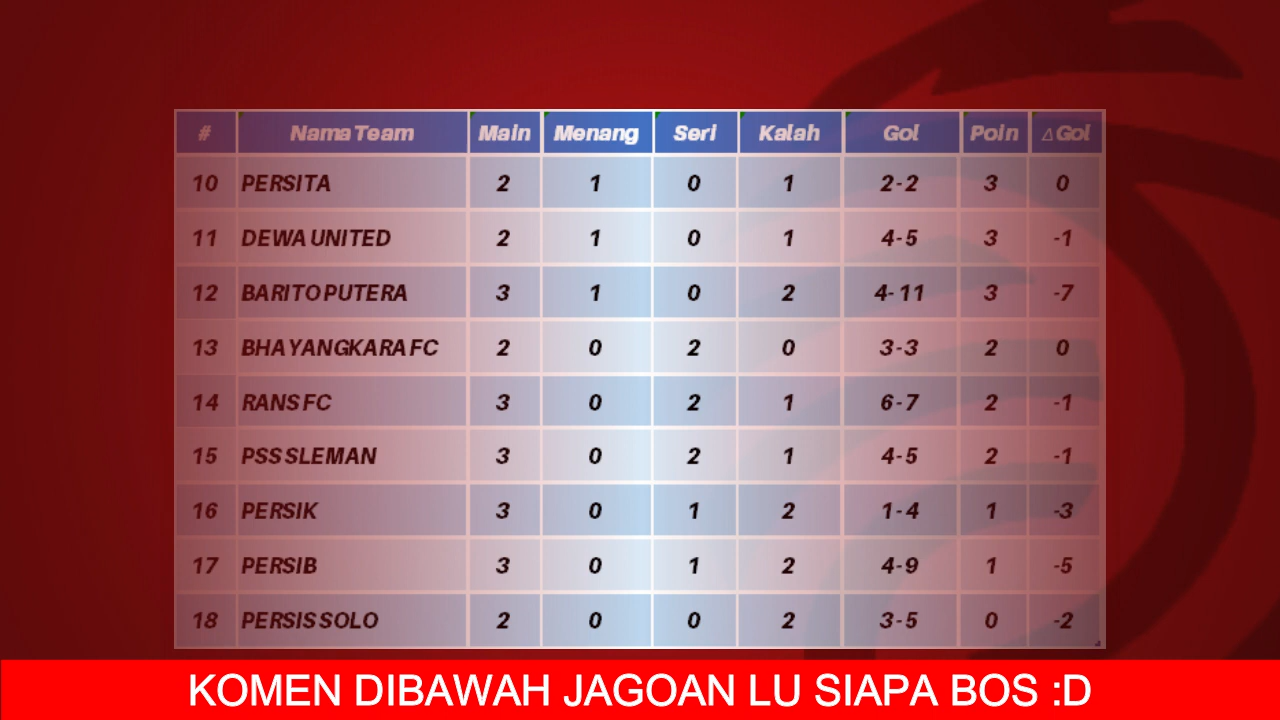 # Nama Team Main Menang Seri Kalah Gol Poin △Gol
10 PERSITA 2 1 0 1 2-2 3 0
11 DEWA UNITED 2 1 0 1 4-5 3 -1
12 BARITO PUTERA 3 1 0 2 4-11 3 -7
13 BHAYANGKARA FC 2 0 2 0 3-3 2 0
14 RANS FC 3 0 2 1 6-7 2 -1
15 PSS SLEMAN 3 0 2 1 4-5 2 -1
16 PERSIK 3 0 1 2 1-4 1 -3
17 PERSIB 3 0 1 2 4-9 1 -5
18 PERSIS SOLO 2 0 0 2 3-5 0 -2
KOMEN DIBAWAH JAGOAN LU SIAPA BOS :D